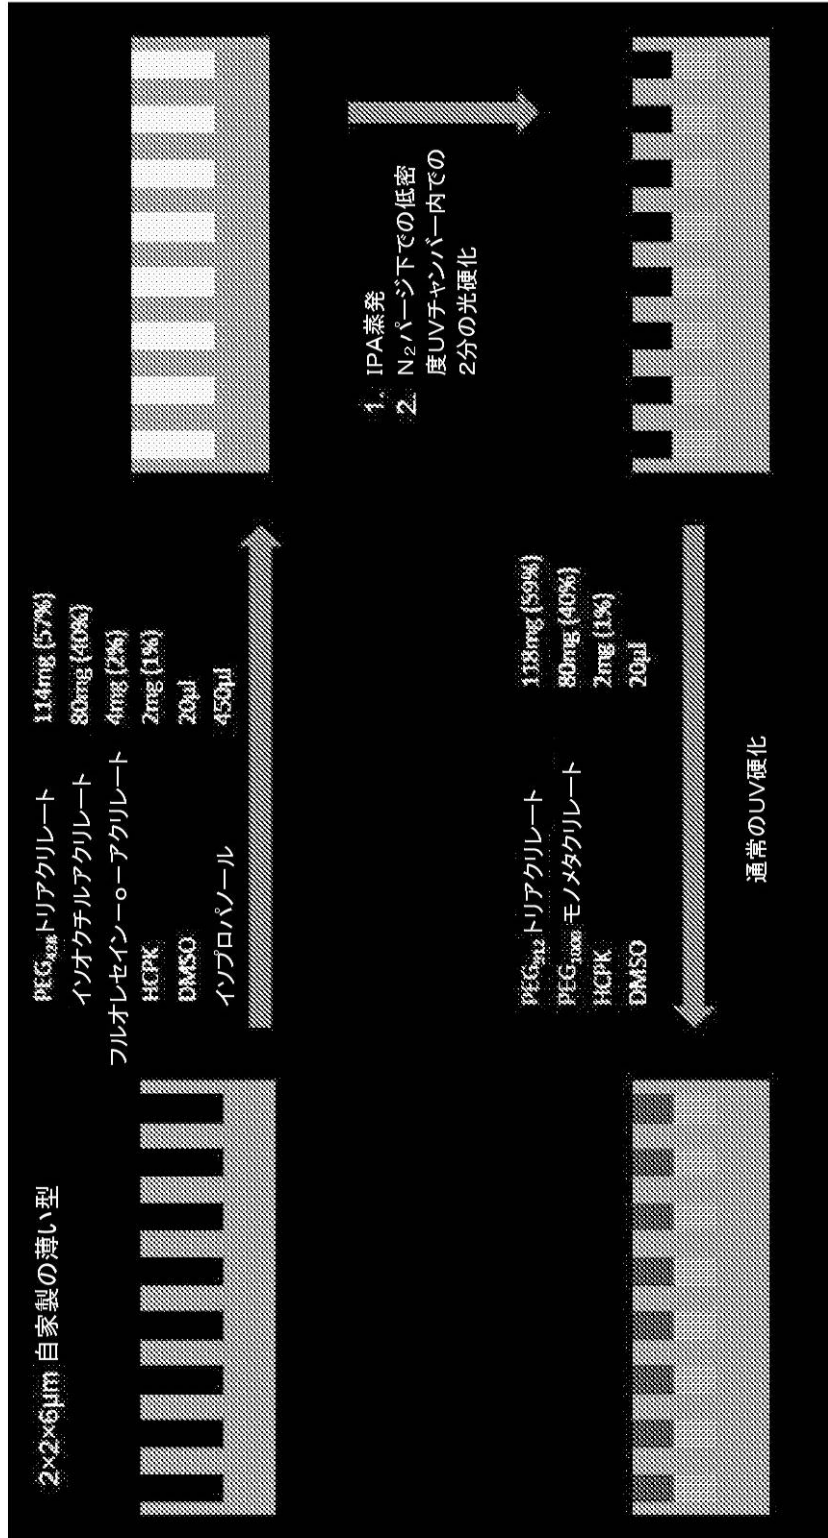 2×2×6μm 自家製の薄い型
PEG₄₂₈トリアクリレート 114mg (57%)
イソオクチルアクリレート 80mg (40%)
フルオレセイン-o-アクリレート 4mg (2%)
HCPK 2mg (1%)
DMSO 20μl
イソプロパノール 450μl
1. IPA蒸発
2. N₂パージ下での低密
度UVチャンバー内での
2分の光硬化
トリアクリレート 118mg (59%)
PEG₁₀₀₀モノメタクリレート 80mg (40%)
HCPK 2mg (1%)
DMSO 20μl
通常のUV硬化